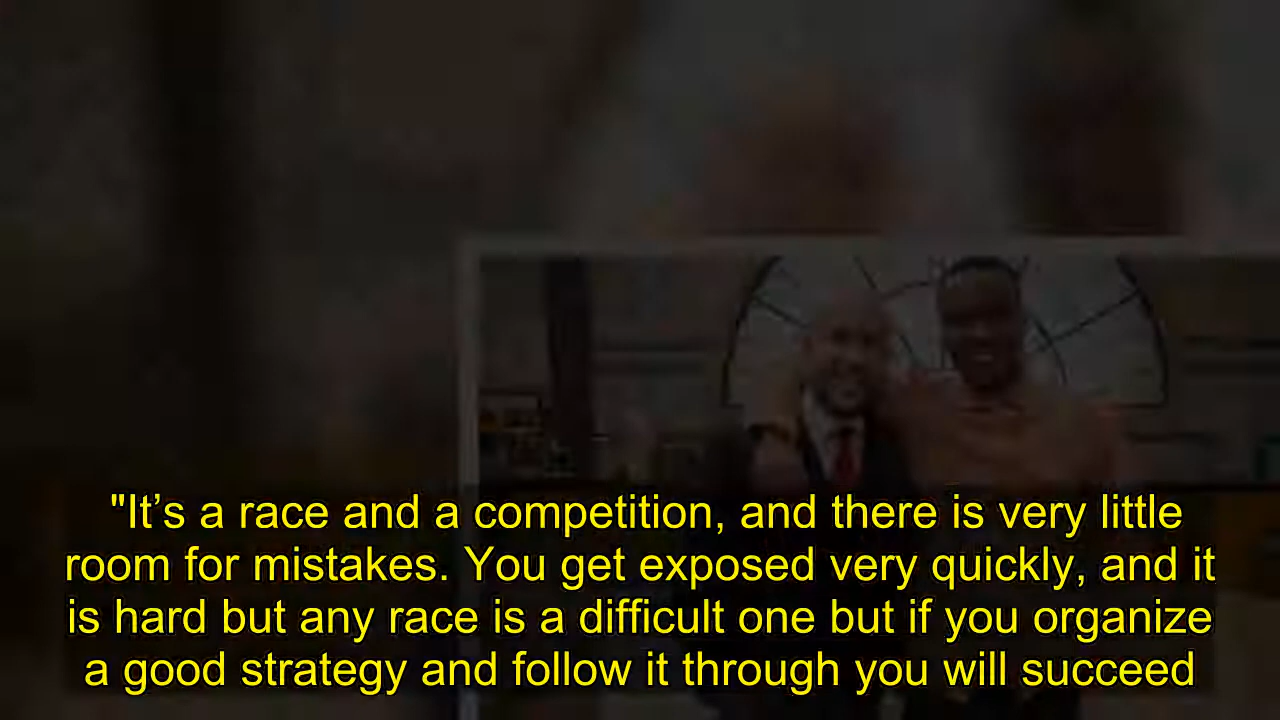 "It’s a race and a competition, and there is very little
room for mistakes. You get exposed very quickly, and it
is hard but any race is a difficult one but if you organize
a good strategy and follow it through you will succeed